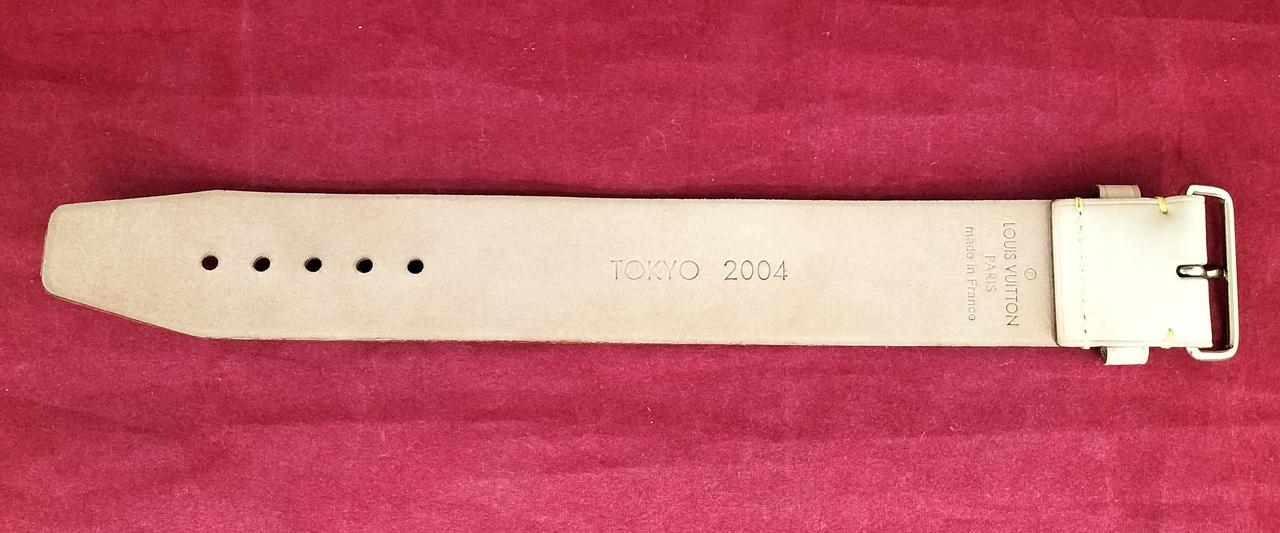 TOKYO 2004
LOUIS VUITTON
®
PARIS
made in France